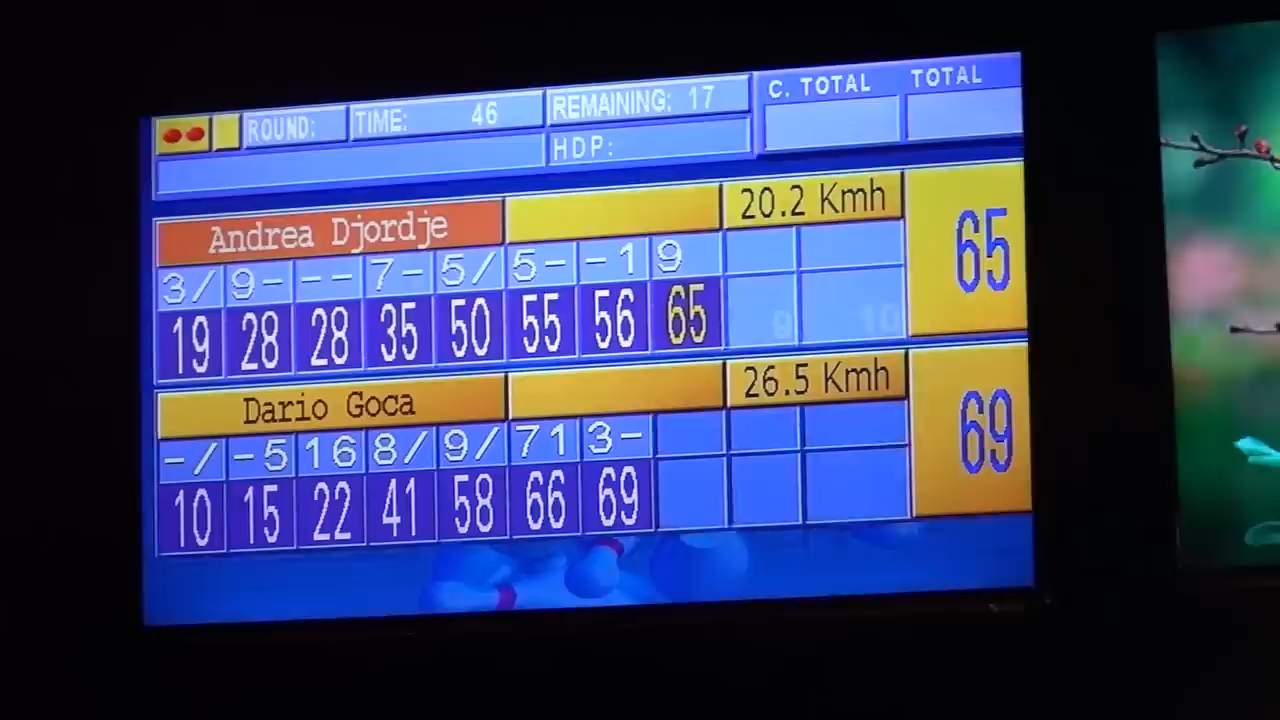 ROUND: TIME: 46 REMAINING: 17 C. TOTAL TOTAL
HDP:
Andrea Djordje 20.2 Kmh
3/ 9- -- 7- 5/ 5- -1 9 65
19 28 28 35 50 55 56 65 9 10
Dario Goca 26.5 Kmh
-/ -5 16 8/ 9/ 71 3- 69
10 15 22 41 58 66 69